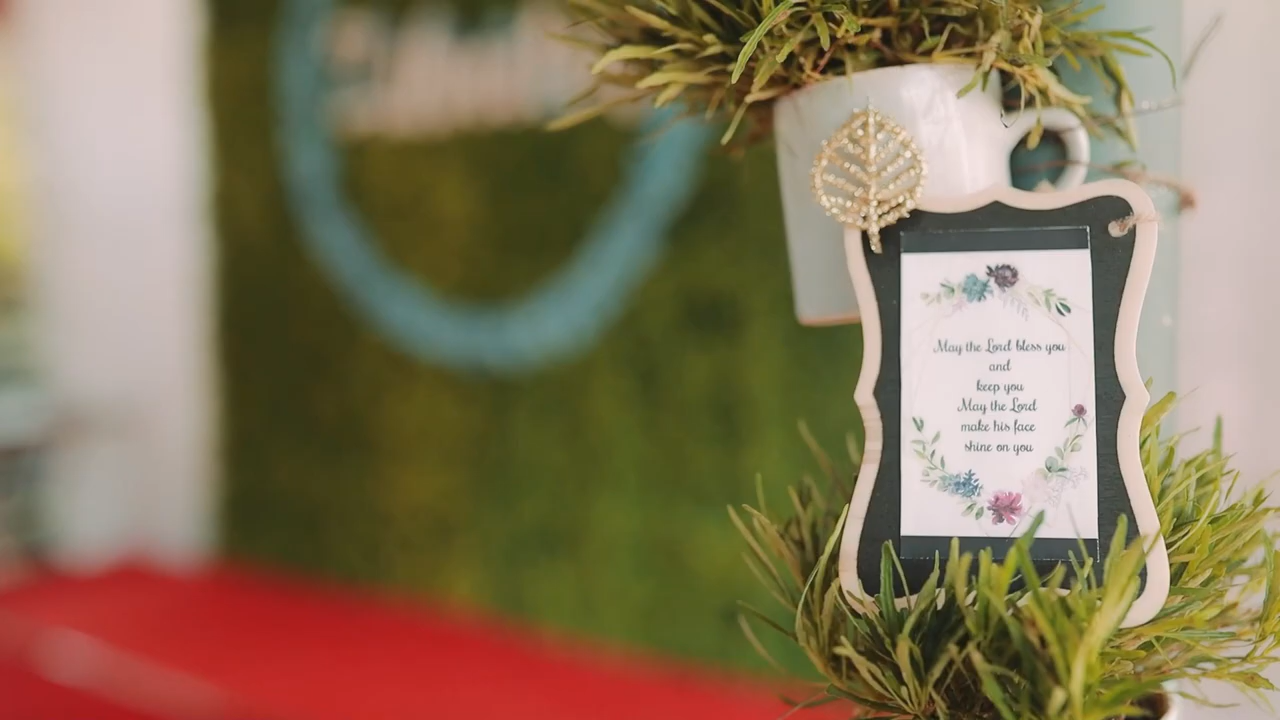 May the Lord bless you
and
keep you
May the Lord
make his face
shine on you